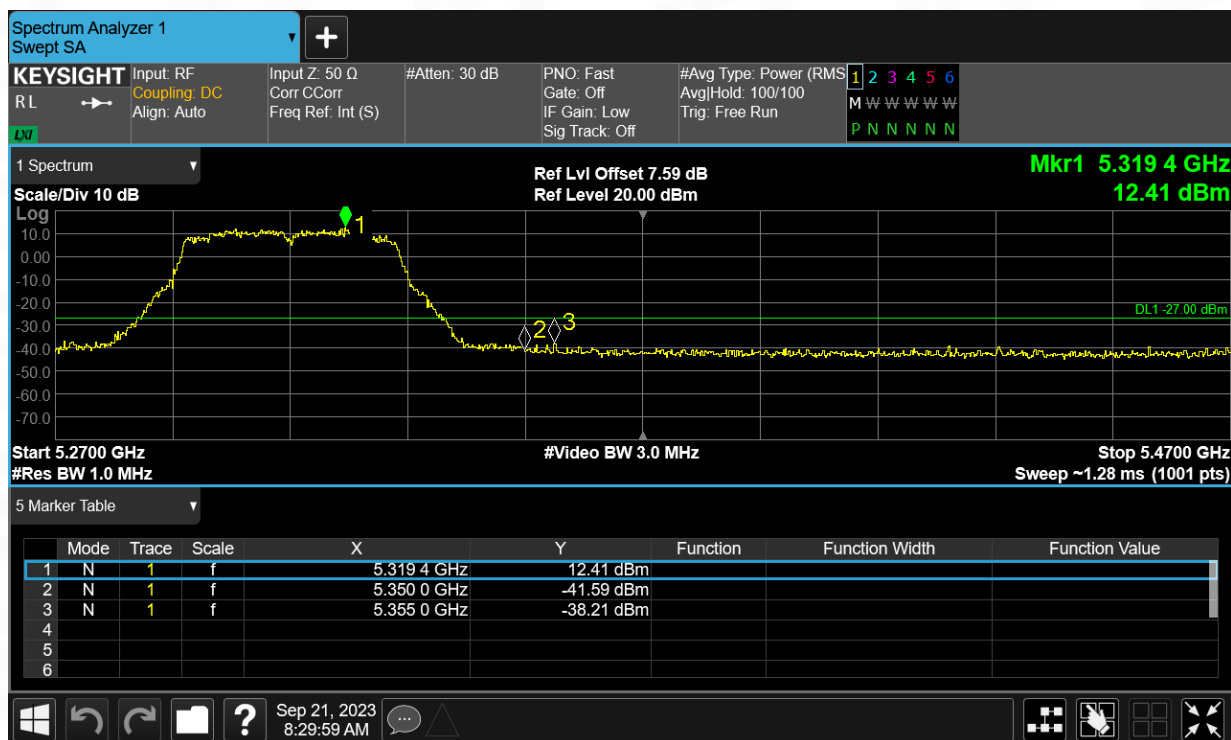 Spectrum Analyzer 1
Swept SA
KEYSIGHT
R L
LXI
Input: RF
Coupling: DC
Align: Auto
Input Z: 50 Ω
Corr CCorr
Freq Ref: Int (S)
#Atten: 30 dB
PNO: Fast
Gate: Off
IF Gain: Low
Sig Track: Off
#Avg Type: Power (RMS
Avg|Hold: 100/100
Trig: Free Run
1 2 3 4 5 6
M W W W W W
P N N N N N
1 Spectrum
Scale/Div 10 dB
Ref Lvl Offset 7.59 dB
Ref Level 20.00 dBm
Mkr1 5.319 4 GHz
12.41 dBm
Log
10.0
0.00
-10.0
-20.0
-30.0
-40.0
-50.0
-60.0
-70.0
1
2
3
DL1 -27.00 dBm
Start 5.2700 GHz
#Video BW 3.0 MHz
Stop 5.4700 GHz
#Res BW 1.0 MHz
Sweep ~1.28 ms (1001 pts)
5 Marker Table
Mode Trace Scale X Y Function Function Width Function Value
1 N 1 f 5.319 4 GHz 12.41 dBm
2 N 1 f 5.350 0 GHz -41.59 dBm
3 N 1 f 5.355 0 GHz -38.21 dBm
4
5
6
?
Sep 21, 2023
8:29:59 AM